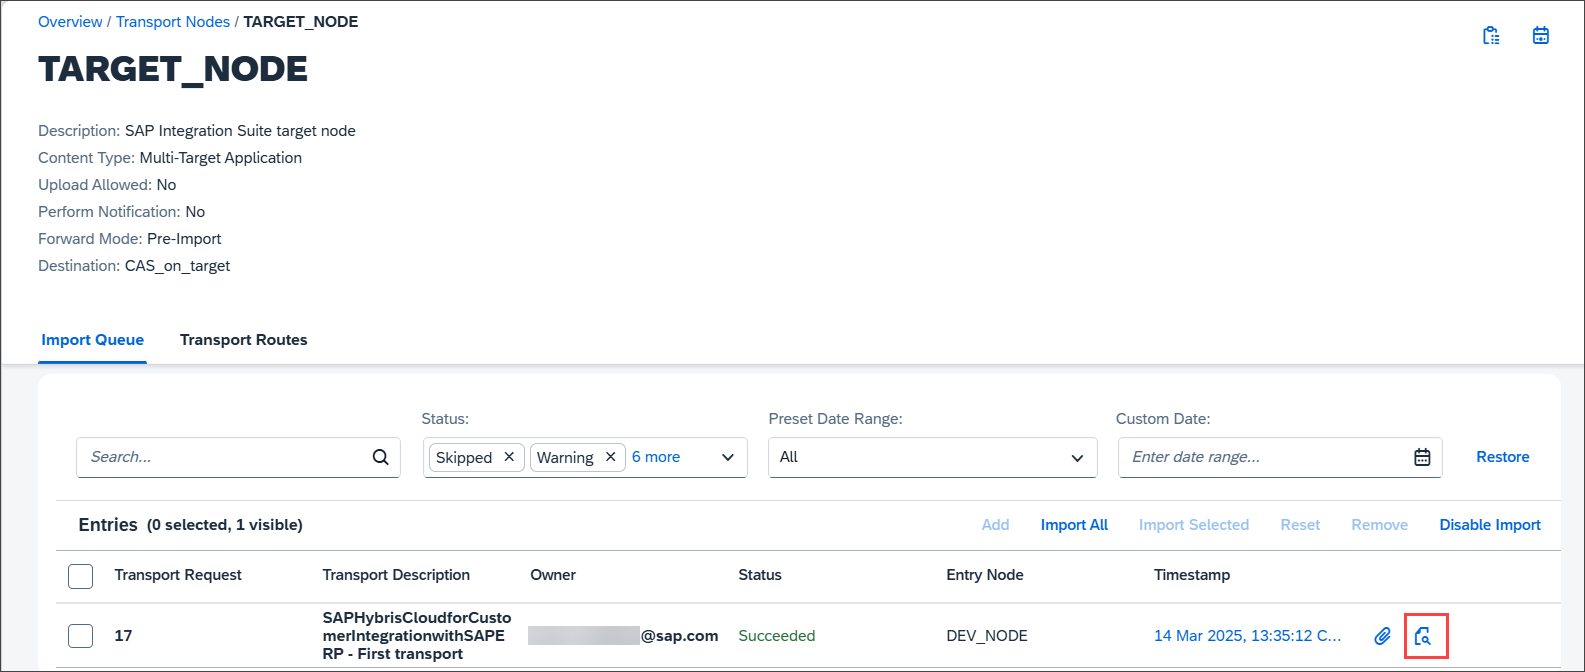 Overview / Transport Nodes / TARGET_NODE
TARGET_NODE
Description: SAP Integration Suite target node
Content Type: Multi-Target Application
Upload Allowed: No
Perform Notification: No
Forward Mode: Pre-Import
Destination: CAS_on_target
Import Queue Transport Routes
Status: Preset Date Range: Custom Date:
Search... Skipped Warning 6 more All Enter date range... Restore
Entries (0 selected, 1 visible) Add Import All Import Selected Reset Remove Disable Import
Transport Request Transport Description Owner Status Entry Node Timestamp
SAPHybrisCloudforCusto
17 merIntegrationwithSAPE @sap.com Succeeded DEV_NODE 14 Mar 2025, 13:35:12 C...
RP - First transport